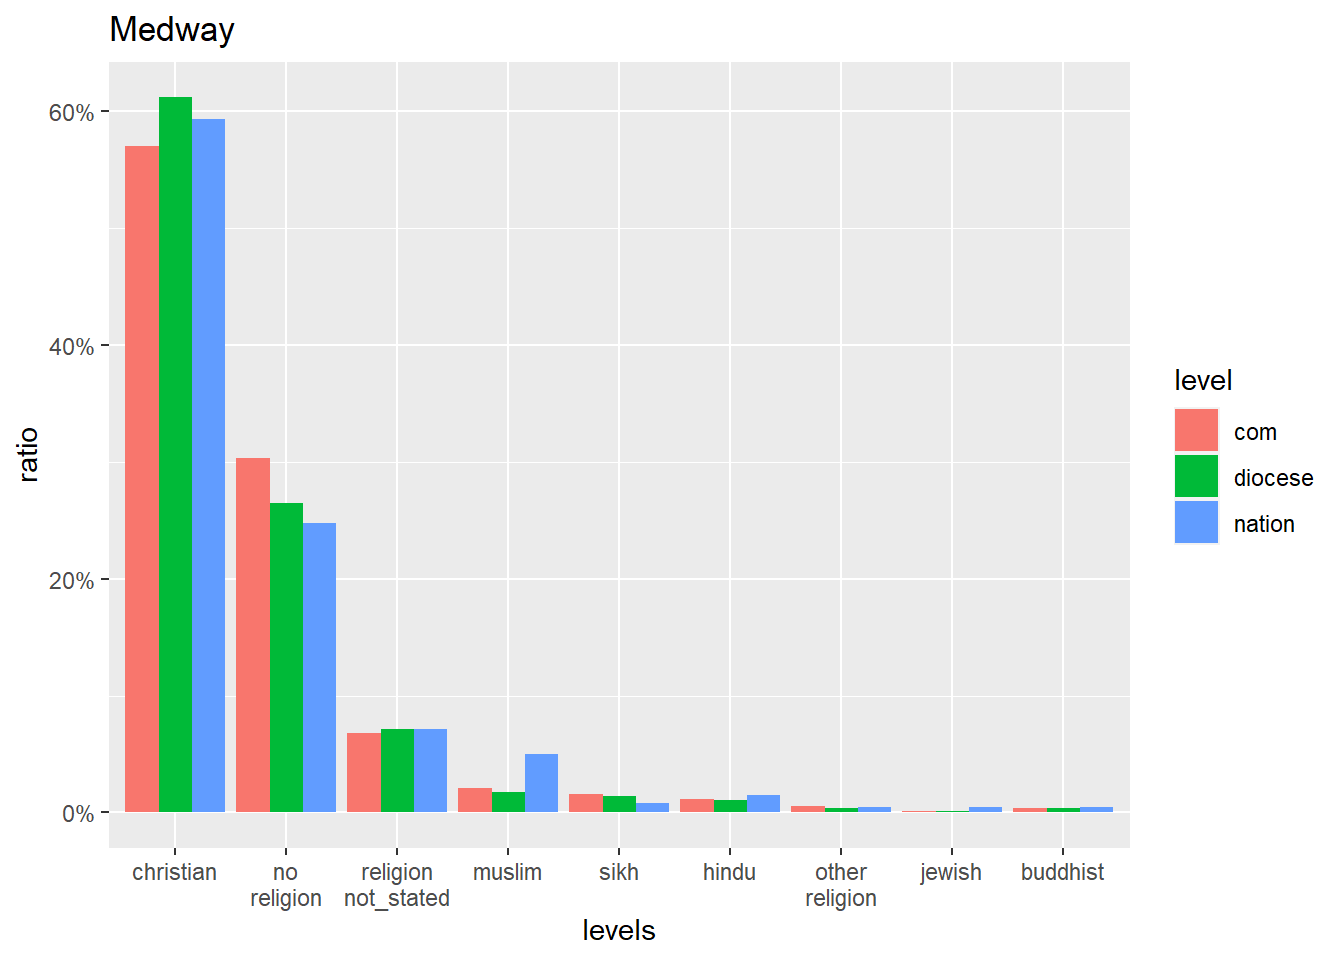 Medway
60%
40%
20%
0%
ratio
christian
no
religion
religion
not_stated
muslim
sikh
hindu
other
religion
jewish
buddhist
levels
level
com
diocese
nation